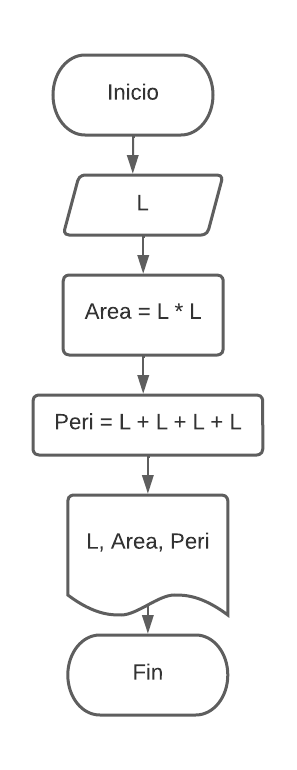 Inicio
L
Area = L * L
Peri = L + L + L + L
L, Area, Peri
Fin